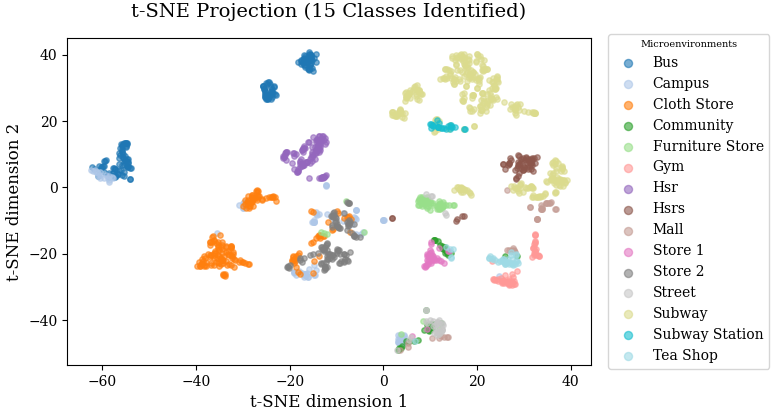 t-SNE Projection (15 Classes Identified)
t-SNE dimension 2
40
20
0
−20
−40
−60
−40
−20
0
20
40
t-SNE dimension 1
Microenvironments
Bus
Campus
Cloth Store
Community
Furniture Store
Gym
Hsr
Hsrs
Mall
Store 1
Store 2
Street
Subway
Subway Station
Tea Shop